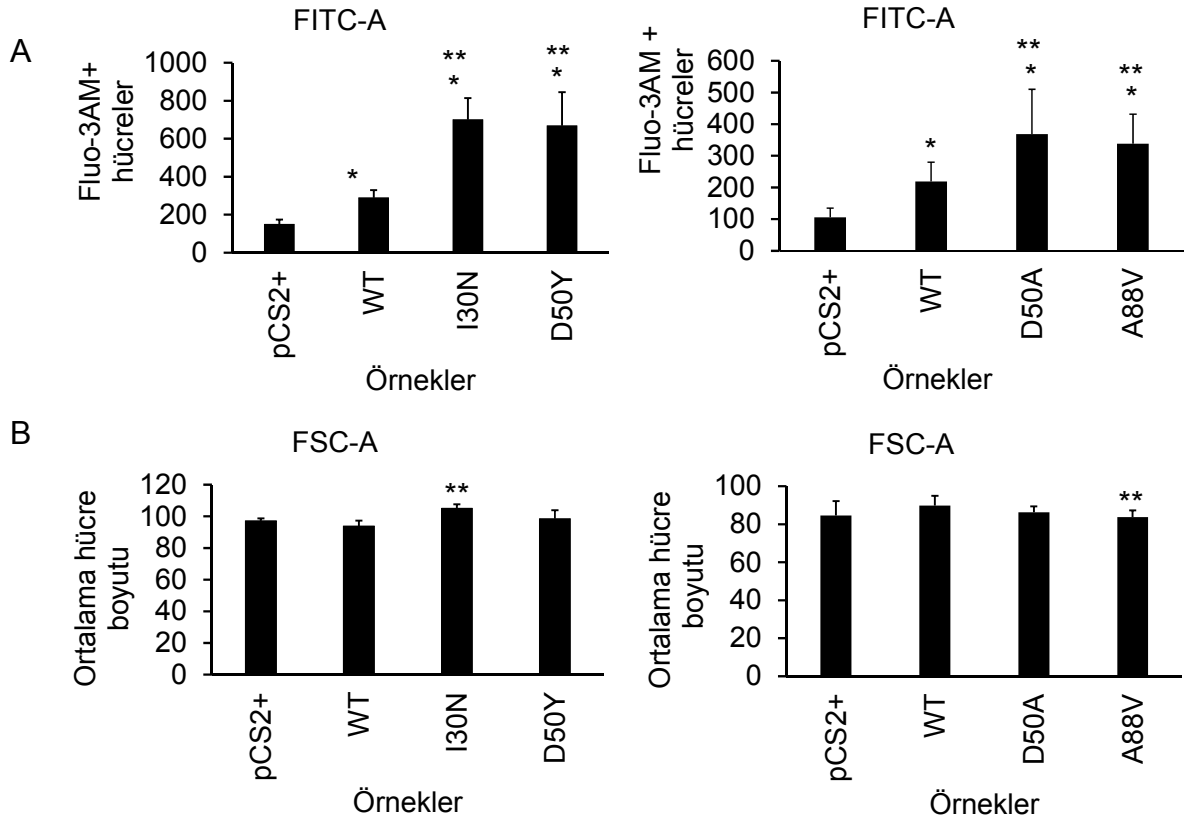 A
FITC-A
Fluo-3AM+
hücreler
1000
800
600
400
200
0
*
**
*
**
*
pCS2+
WT
I30N
D50Y
Örnekler
FITC-A
Fluo-3AM +
hücreler
600
500
400
300
200
100
0
*
**
*
**
*
pCS2+
WT
D50A
A88V
Örnekler
B
FSC-A
Ortalama hücre
boyutu
120
100
80
60
40
20
0
**
pCS2+
WT
I30N
D50Y
Örnekler
FSC-A
Ortalama hücre
boyutu
100
80
60
40
20
0
**
pCS2+
WT
D50A
A88V
Örnekler